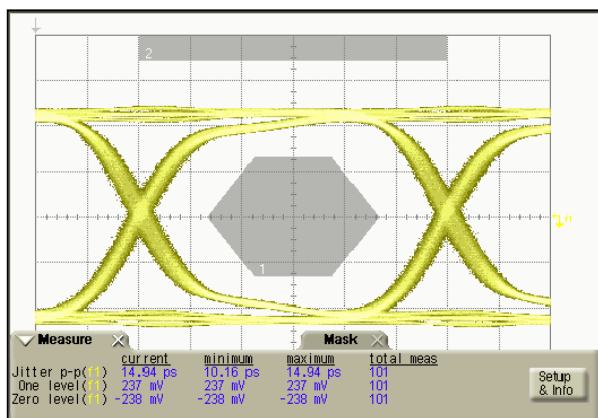 2
1
Measure Mask
current minimum maximum total meas
Jitter p-p(f1) 14.94 ps 10.16 ps 14.94 ps 101
One level(f1) 237 mV 237 mV 237 mV 101
Zero level(f1) -238 mV -238 mV -238 mV 101
Setup
& Info